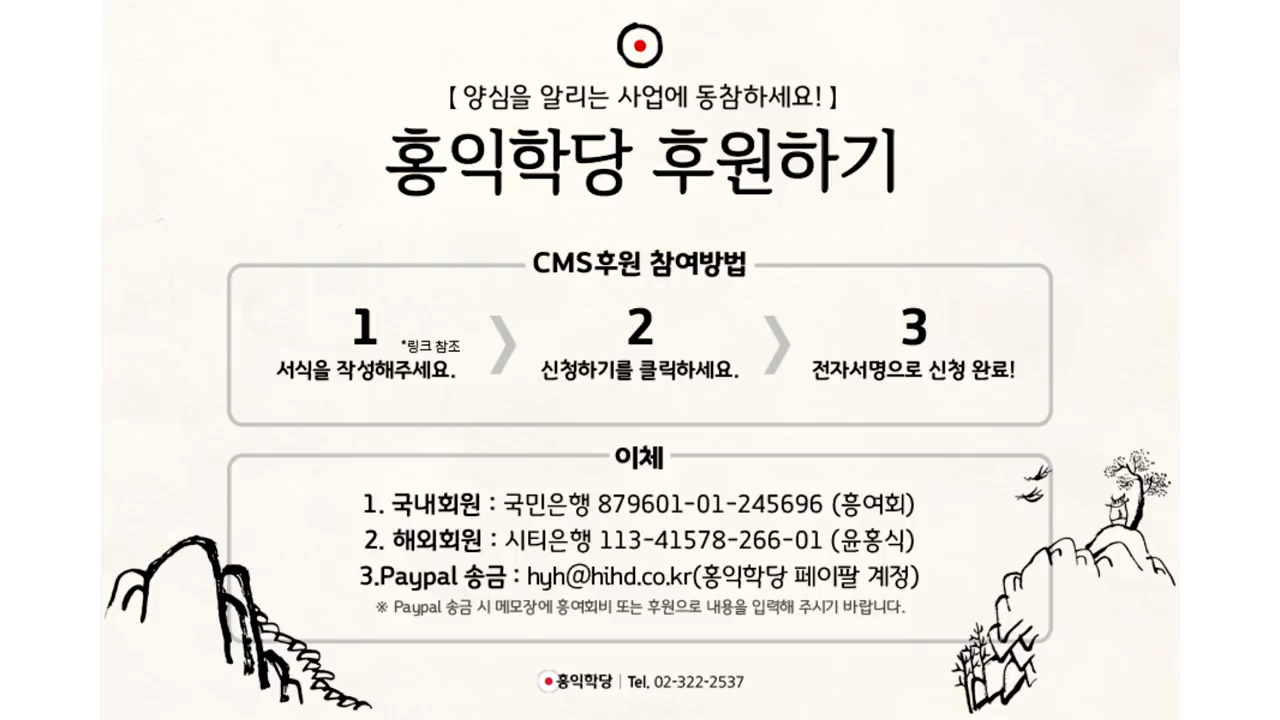 【 양심을 알리는 사업에 동참하세요! 】
홍익학당 후원하기
CMS후원 참여방법
1 *링크 참조
서식을 작성해주세요.
2
신청하기를 클릭하세요.
3
전자서명으로 신청 완료!
이체
1. 국내회원 : 국민은행 879601-01-245696 (흥여회)
2. 해외회원 : 시티은행 113-41578-266-01 (윤홍식)
3.Paypal 송금 : hyh@hihd.co.kr(홍익학당 페이팔 계정)
※ Paypal 송금 시 메모장에 흥여회비 또는 후원으로 내용을 입력해 주시기 바랍니다.
홍익학당 | Tel. 02-322-2537